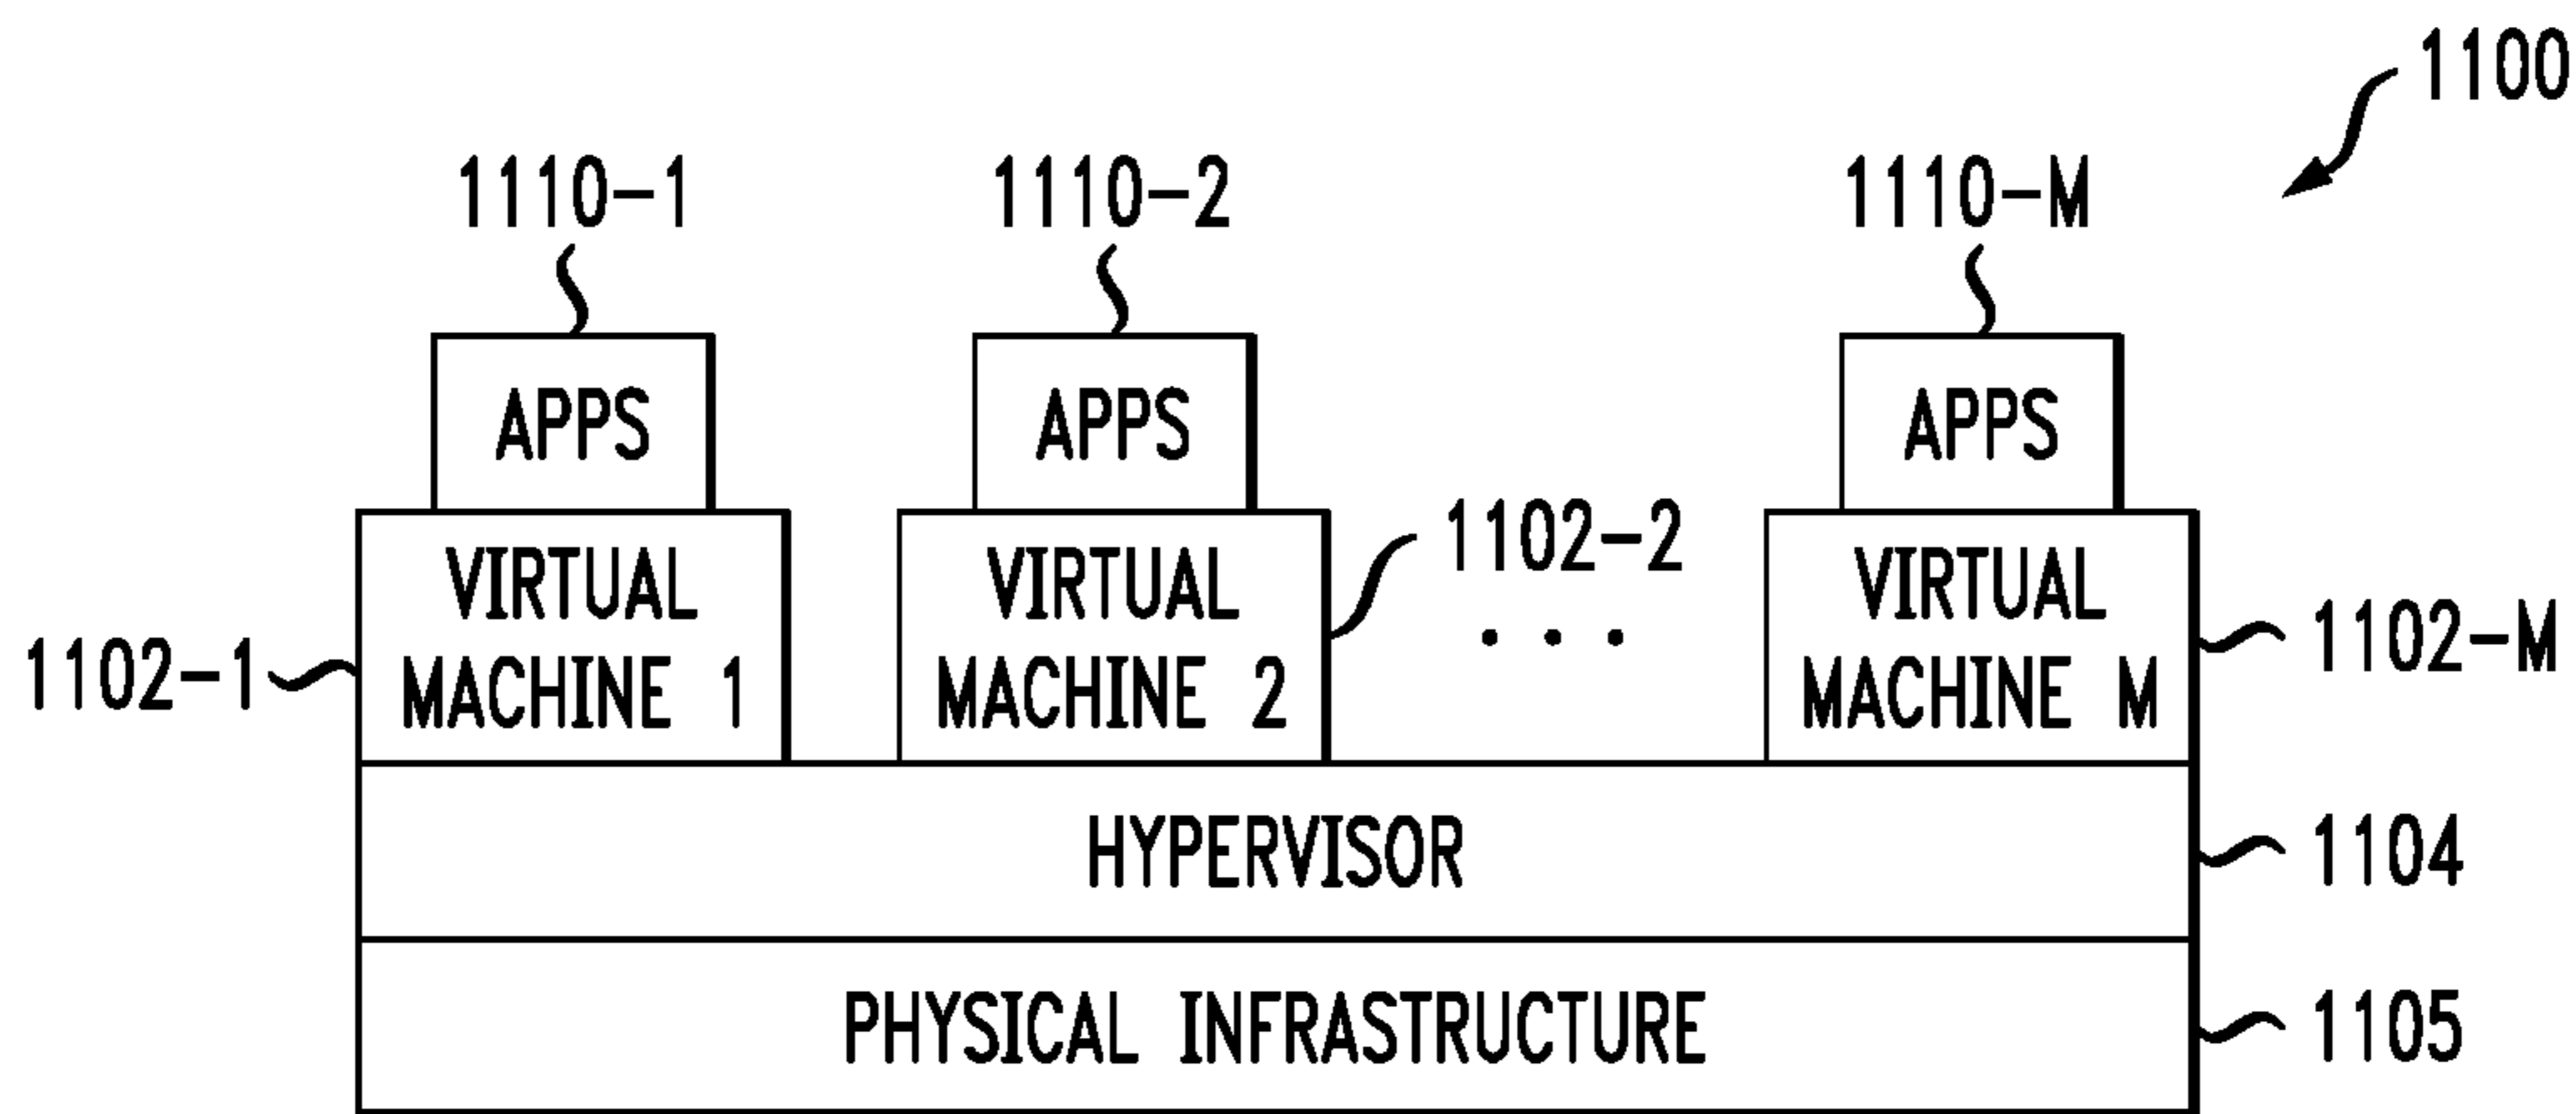 1100
1110-1 1110-2 1110-M
APPS APPS APPS
1102-2
VIRTUAL VIRTUAL VIRTUAL
1102-1 MACHINE 1 MACHINE 2 . . . MACHINE M 1102-M
HYPERVISOR 1104
PHYSICAL INFRASTRUCTURE 1105